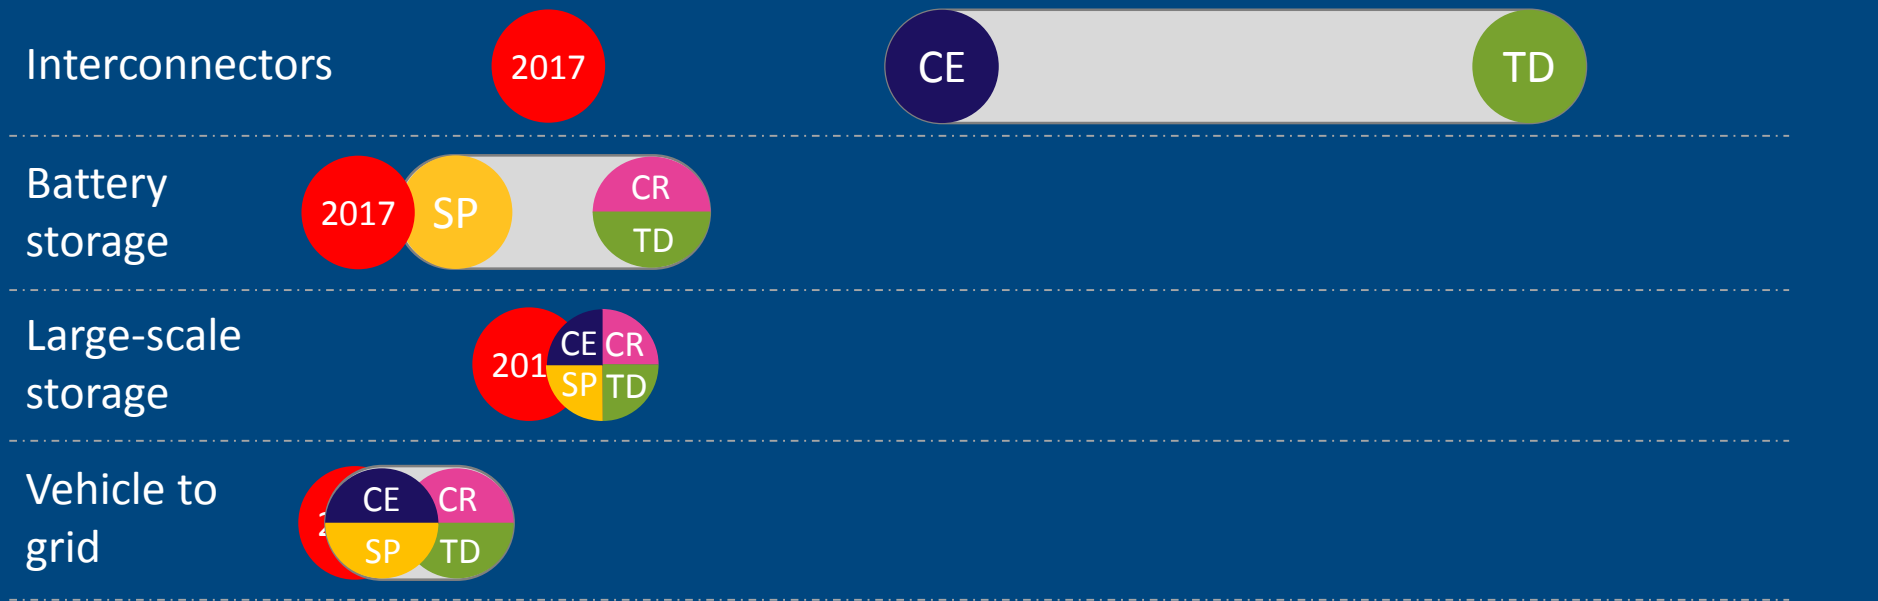 Interconnectors 2017 CE TD
Battery
storage
2017 SP CR
TD
Large-scale
storage
201 CE CR
SP TD
Vehicle to
grid
CE CR
SP TD